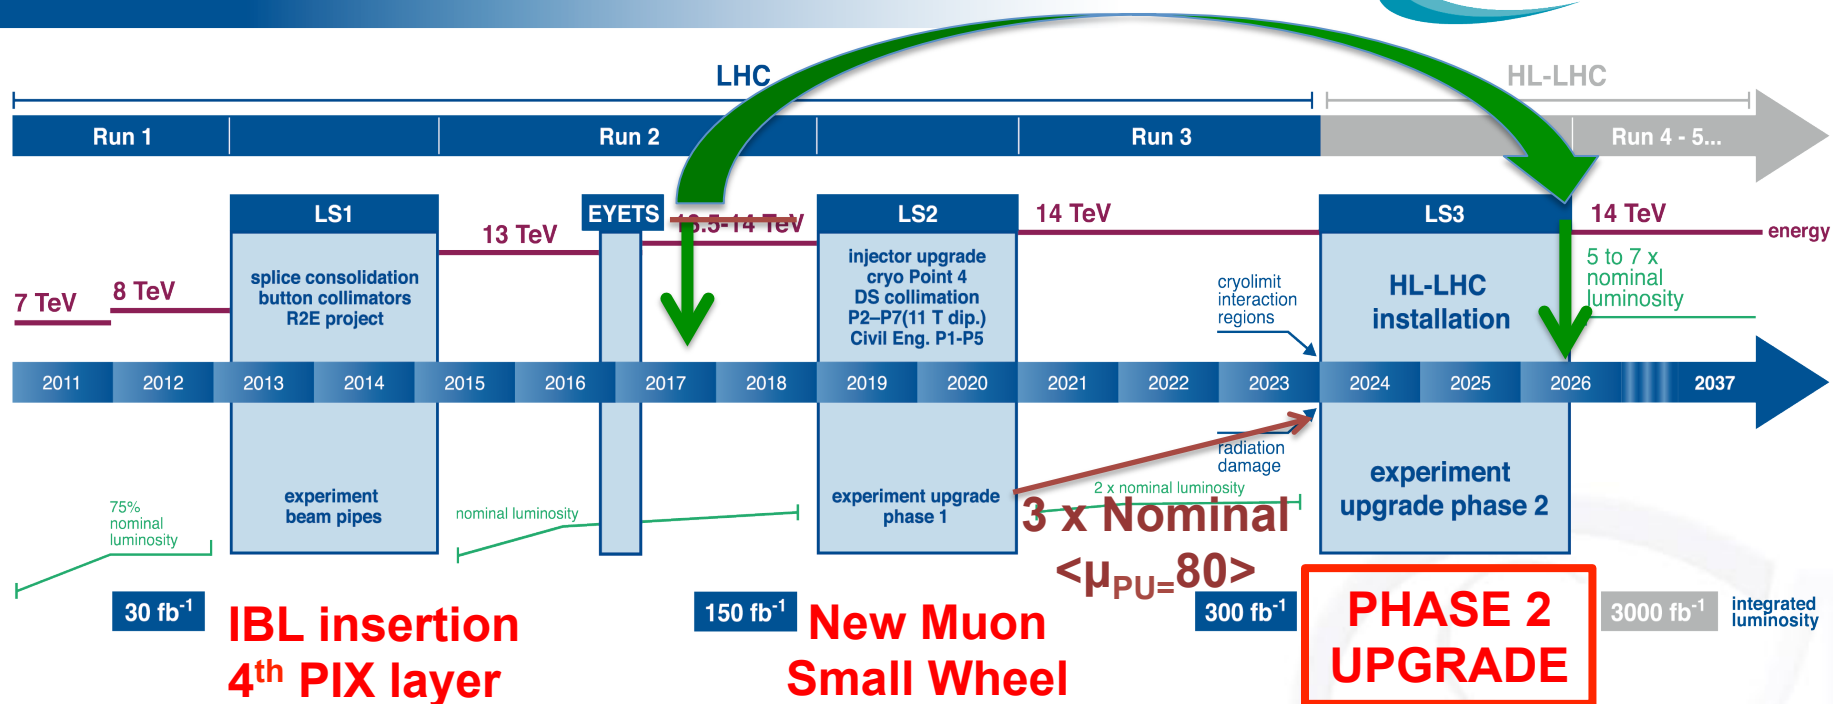 LHC
HL-LHC
Run 1
Run 2
Run 3
Run 4 - 5...
LS1
EYETS
LS2
LS3
7 TeV
8 TeV
13 TeV
13.5-14 TeV
14 TeV
14 TeV
energy
splice consolidation
button collimators
R2E project
injector upgrade
cryo Point 4
DS collimation
P2–P7(11 T dip.)
Civil Eng. P1-P5
cryolimit
interaction
regions
HL-LHC
installation
5 to 7 x
nominal
luminosity
2011
2012
2013
2014
2015
2016
2017
2018
2019
2020
2021
2022
2023
2024
2025
2026
2037
75%
nominal
luminosity
experiment
beam pipes
nominal luminosity
experiment upgrade
phase 1
radiation
damage
2 x nominal luminosity
3 x Nominal
<µPU=80>
experiment
upgrade phase 2
30 fb-1
150 fb-1
300 fb-1
3000 fb-1
integrated
luminosity
IBL insertion
4th PIX layer
New Muon
Small Wheel
PHASE 2
UPGRADE